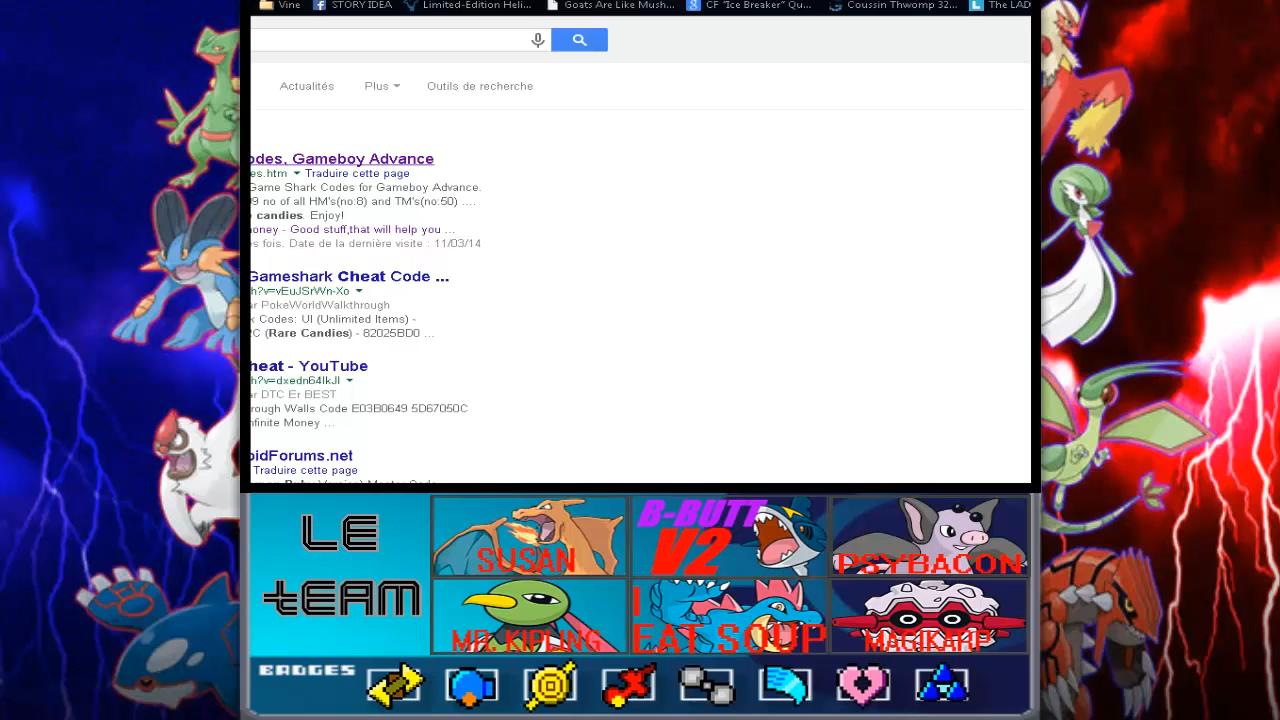 Vine STORY IDEA Limited-Edition Heli... Goats Are Like Mush... CF "Ice Breaker" Qu... Coussin Thwomp 32... The LAD
Actualités Plus Outils de recherche
odes, Gameboy Advance
es.htm Traduire cette page
Game Shark Codes for Gameboy Advance.
9 no of all HM's(no:8) and TM's(no:50) ....
candies. Enjoy!
oney - Good stuff,that will help you ...
es fois. Date de la dernière visite : 11/03/14
Gameshark Cheat Code ...
h?v=vEuJSrWn-Xo
ar PokeWorldWalkthrough
k Codes: UI (Unlimited Items) -
C (Rare Candies) - 82025BD0 ...
heat - YouTube
h?v=dxedn64lkJI
ar DTC Er BEST
rough Walls Code E03B0649 5D67050C
nfinite Money ...
oidForums.net
Traduire cette page
LE
tEAM
SUSAN
B-BUTT
V2
PSYBACON
MR. KIPLING
I
EAT SOUP
MAGIKARP
BADGES